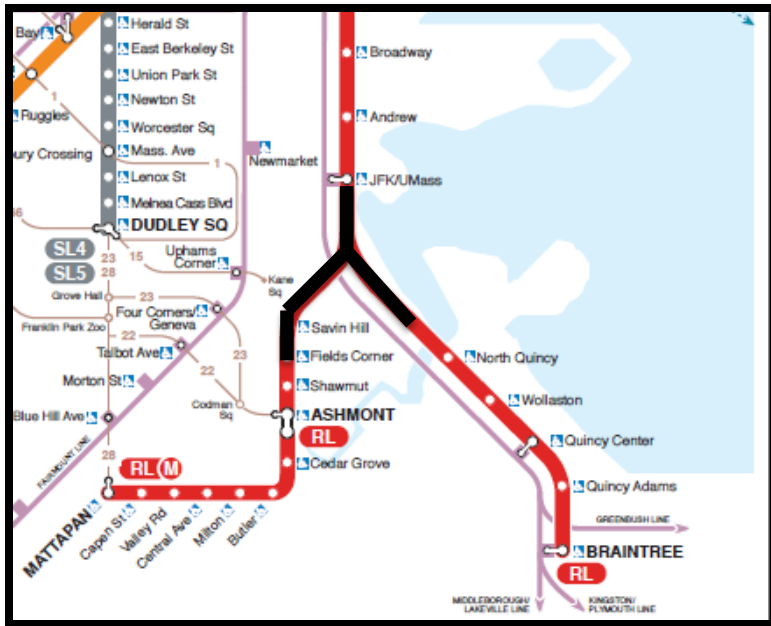 Herald St
Bay
East Berkeley St
Union Park St
1
Newton St
Ruggles
Worcester Sq
ury Crossing
Mass. Ave
1
Lenox St
Melnea Cass Blvd
DUDLEY SQ
Broadway
Andrew
Newmarket
JFK/UMass
SL4
SL5
23
28
15
Uphams
Corner
Kane
Sq
Grove Hall
23
Four Corners/
Geneva
Franklin Park Zoo
22
Talbot Ave
22
23
Morton St
Codman
Sq
Blue Hill Ave
28
FAIRMOUNT LINE
Savin Hill
Fields Corner
Shawmut
ASHMONT
RL
Cedar Grove
RL M
MATTAPAN
Capen St
Valley Rd
Central Ave
Milton
Butler
North Quincy
Wollaston
Quincy Center
Quincy Adams
GREENBUSH LINE
BRAINTREE
RL
MIDDLEBOROUGH/
LAKEVILLE LINE
KINGSTON/
PLYMOUTH LINE